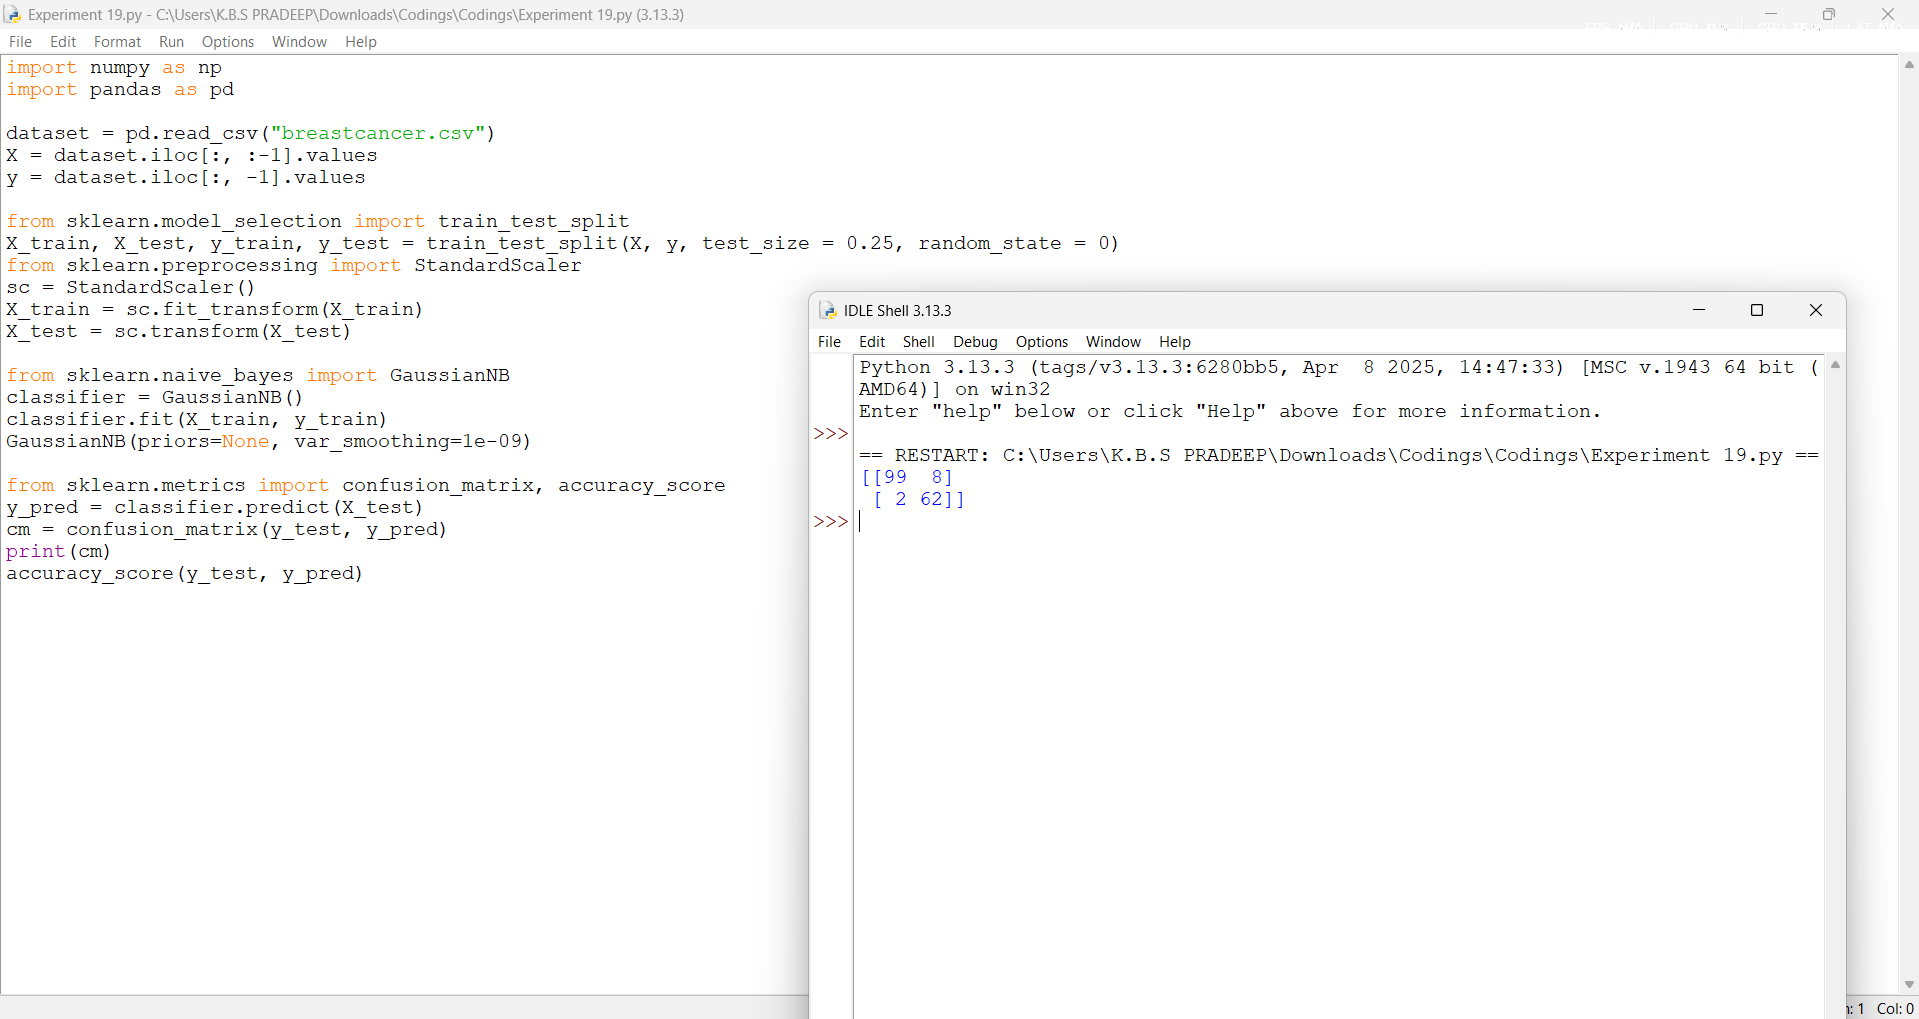 Experiment 19.py - C:\Users\K.B.S PRADEEP\Downloads\Codings\Codings\Experiment 19.py (3.13.3)
File Edit Format Run Options Window Help
import numpy as np
import pandas as pd
dataset = pd.read_csv("breastcancer.csv")
X = dataset.iloc[:, :-1].values
y = dataset.iloc[:, -1].values
from sklearn.model_selection import train_test_split
X_train, X_test, y_train, y_test = train_test_split(X, y, test_size = 0.25, random_state = 0)
from sklearn.preprocessing import StandardScaler
sc = StandardScaler()
X_train = sc.fit_transform(X_train)
X_test = sc.transform(X_test)
from sklearn.naive_bayes import GaussianNB
classifier = GaussianNB()
classifier.fit(X_train, y_train)
GaussianNB(priors=None, var_smoothing=1e-09)
from sklearn.metrics import confusion_matrix, accuracy_score
y_pred = classifier.predict(X_test)
cm = confusion_matrix(y_test, y_pred)
print(cm)
accuracy_score(y_test, y_pred)
IDLE Shell 3.13.3
File Edit Shell Debug Options Window Help
Python 3.13.3 (tags/v3.13.3:6280bb5, Apr  8 2025, 14:47:33) [MSC v.1943 64 bit (
AMD64)] on win32
Enter "help" below or click "Help" above for more information.
>>>
== RESTART: C:\Users\K.B.S PRADEEP\Downloads\Codings\Codings\Experiment 19.py ==
[[99  8]
 [ 2 62]]
>>>
: 1 Col: 0